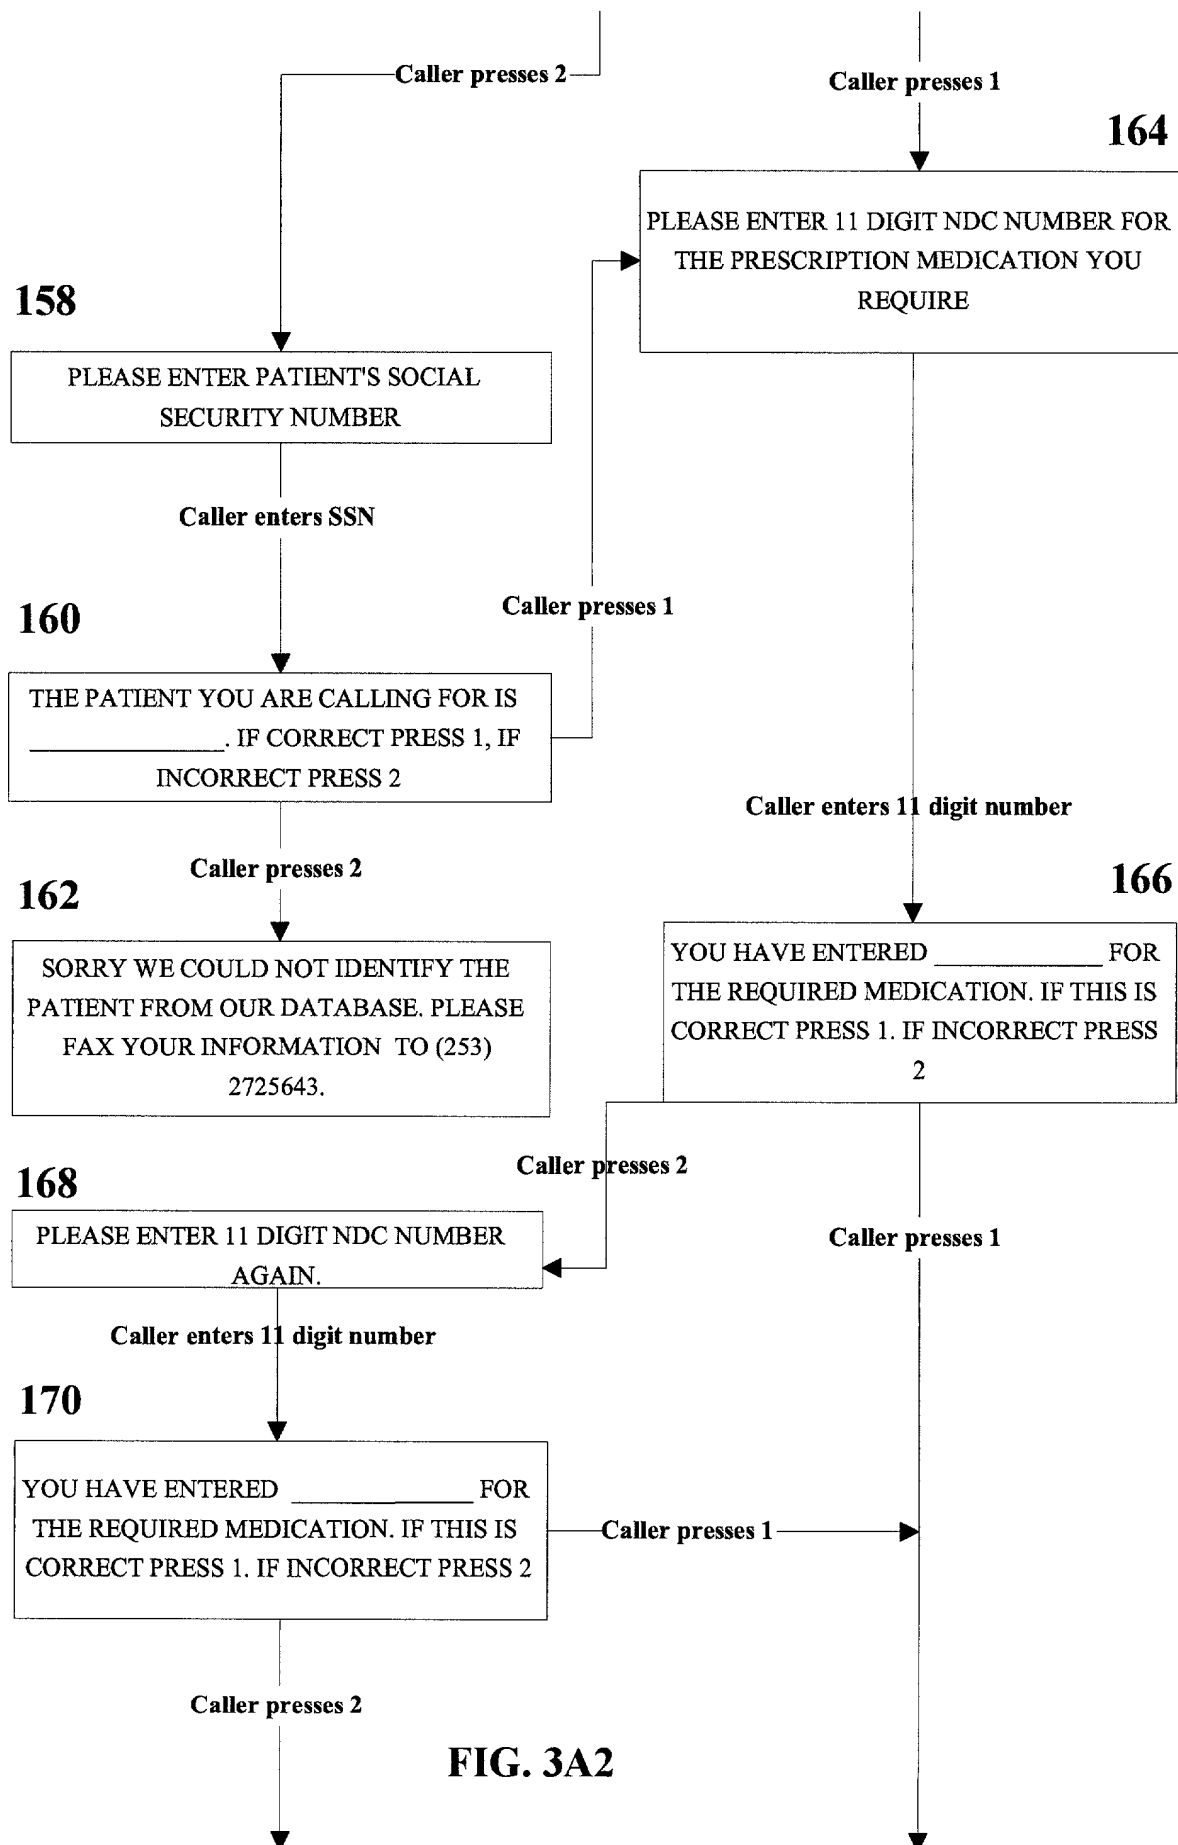 Caller presses 2
Caller presses 1
164
PLEASE ENTER 11 DIGIT NDC NUMBER FOR
THE PRESCRIPTION MEDICATION YOU
REQUIRE
158
PLEASE ENTER PATIENT'S SOCIAL
SECURITY NUMBER
Caller enters SSN
Caller presses 1
160
THE PATIENT YOU ARE CALLING FOR IS
_______________. IF CORRECT PRESS 1, IF
INCORRECT PRESS 2
Caller enters 11 digit number
Caller presses 2
162
SORRY WE COULD NOT IDENTIFY THE
PATIENT FROM OUR DATABASE. PLEASE
FAX YOUR INFORMATION TO (253)
2725643.
166
YOU HAVE ENTERED _____________ FOR
THE REQUIRED MEDICATION. IF THIS IS
CORRECT PRESS 1. IF INCORRECT PRESS
2
Caller presses 2
Caller presses 1
168
PLEASE ENTER 11 DIGIT NDC NUMBER
AGAIN.
Caller enters 11 digit number
170
YOU HAVE ENTERED ______________ FOR
THE REQUIRED MEDICATION. IF THIS IS
CORRECT PRESS 1. IF INCORRECT PRESS 2
Caller presses 1
Caller presses 2
FIG. 3A2